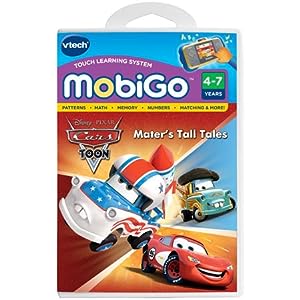 vtech
TOUCH LEARNING SYSTEM
MobiGo™
4-7
YEARS
PATTERNS • MATH • MEMORY • NUMBERS • MATCHING & MORE!
Disney • PIXAR
Cars
TOON
Mater's Tall Tales